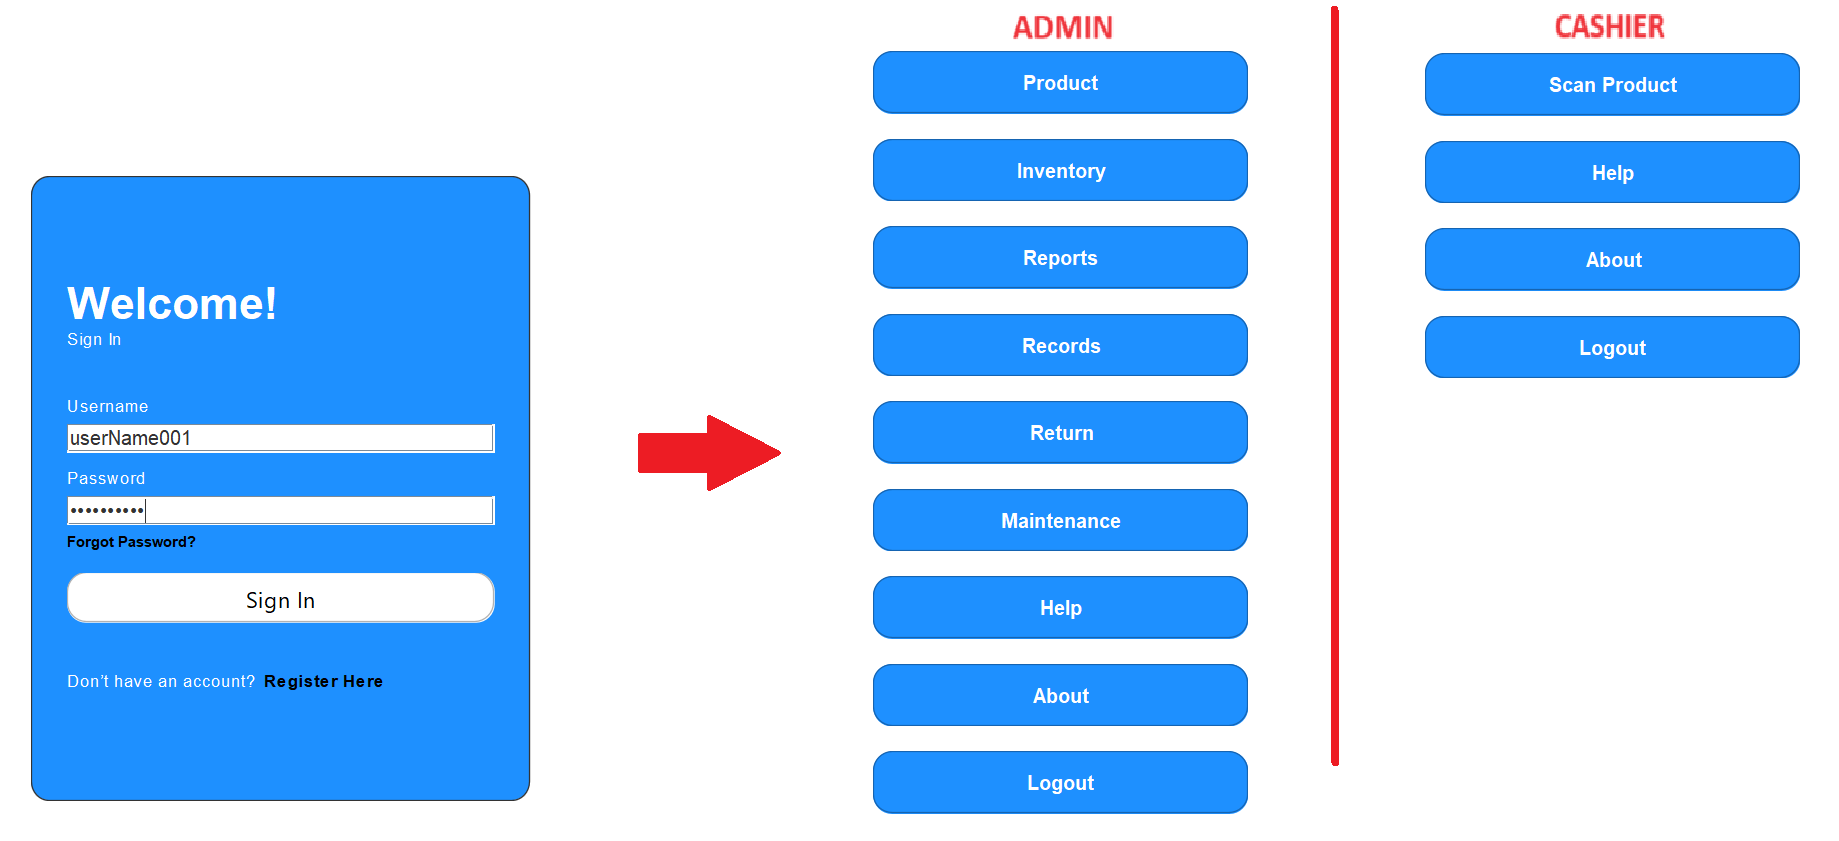 Welcome!
Sign In
Username
userName001
Password
••••••••••
Forgot Password?
Sign In
Don't have an account? Register Here
ADMIN
Product
Inventory
Reports
Records
Return
Maintenance
Help
About
Logout
CASHIER
Scan Product
Help
About
Logout